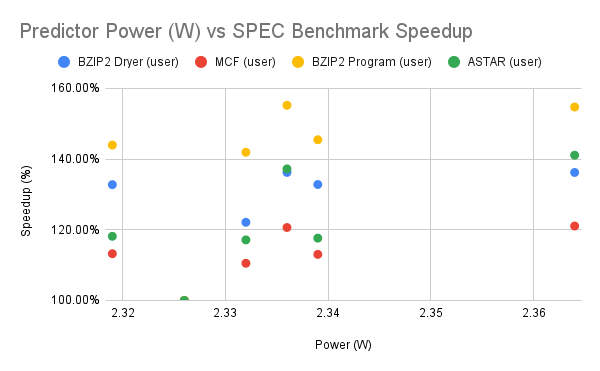 Predictor Power (W) vs SPEC Benchmark Speedup
BZIP2 Dryer (user) MCF (user) BZIP2 Program (user) ASTAR (user)
160.00%
140.00%
120.00%
100.00%
Speedup (%)
2.32 2.33 2.34 2.35 2.36
Power (W)